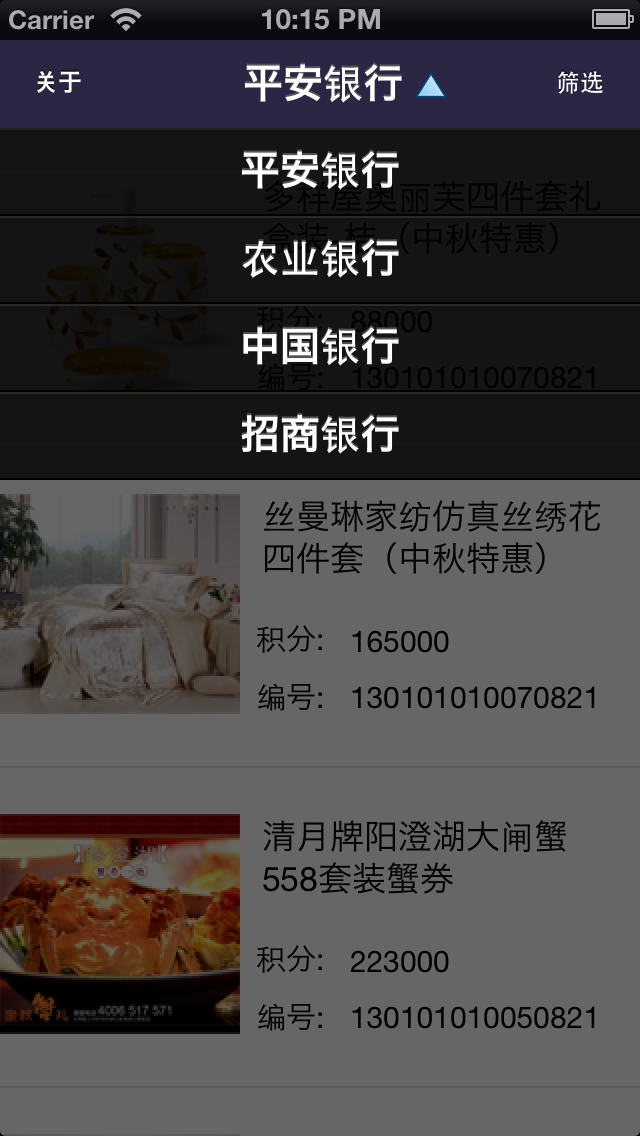 Carrier 10:15 PM
关于 平安银行 筛选
平安银行
多样屋奥丽芙四件套礼
农业银行
盒装-枝（中秋特惠）
积分: 88000
中国银行
编号: 130101010070821
招商银行
丝曼琳家纺仿真丝绣花
四件套（中秋特惠）
积分: 165000
编号: 130101010070821
清月牌阳澄湖大闸蟹
558套装蟹券
4006 517 571
积分: 223000
编号: 130101010050821